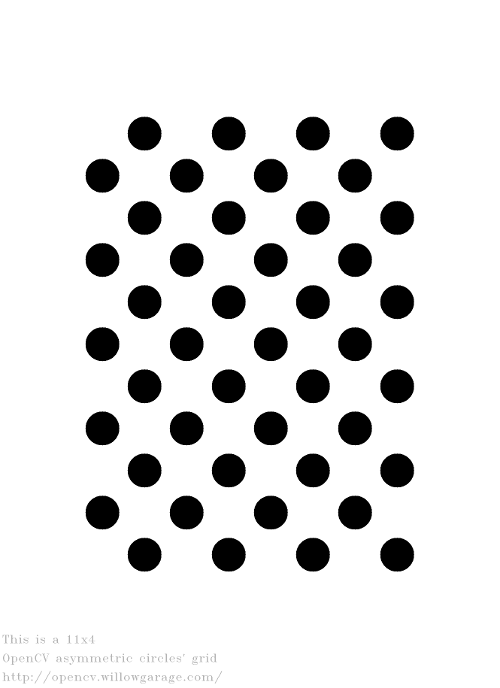 This is a 11x4
OpenCV asymmetric circles' grid
http://opencv.willowgarage.com/